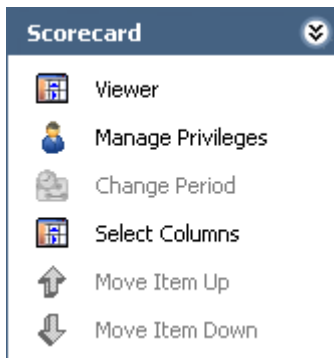 Scorecard
Viewer
Manage Privileges
Change Period
Select Columns
Move Item Up
Move Item Down